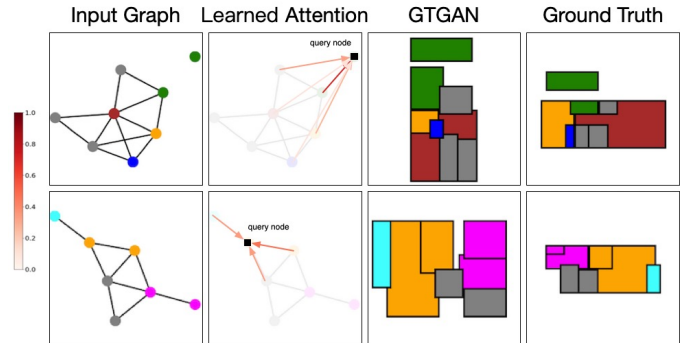 Input Graph Learned Attention GTGAN Ground Truth
query node
1.0
0.8
0.6
0.4
0.2
0.0
query node